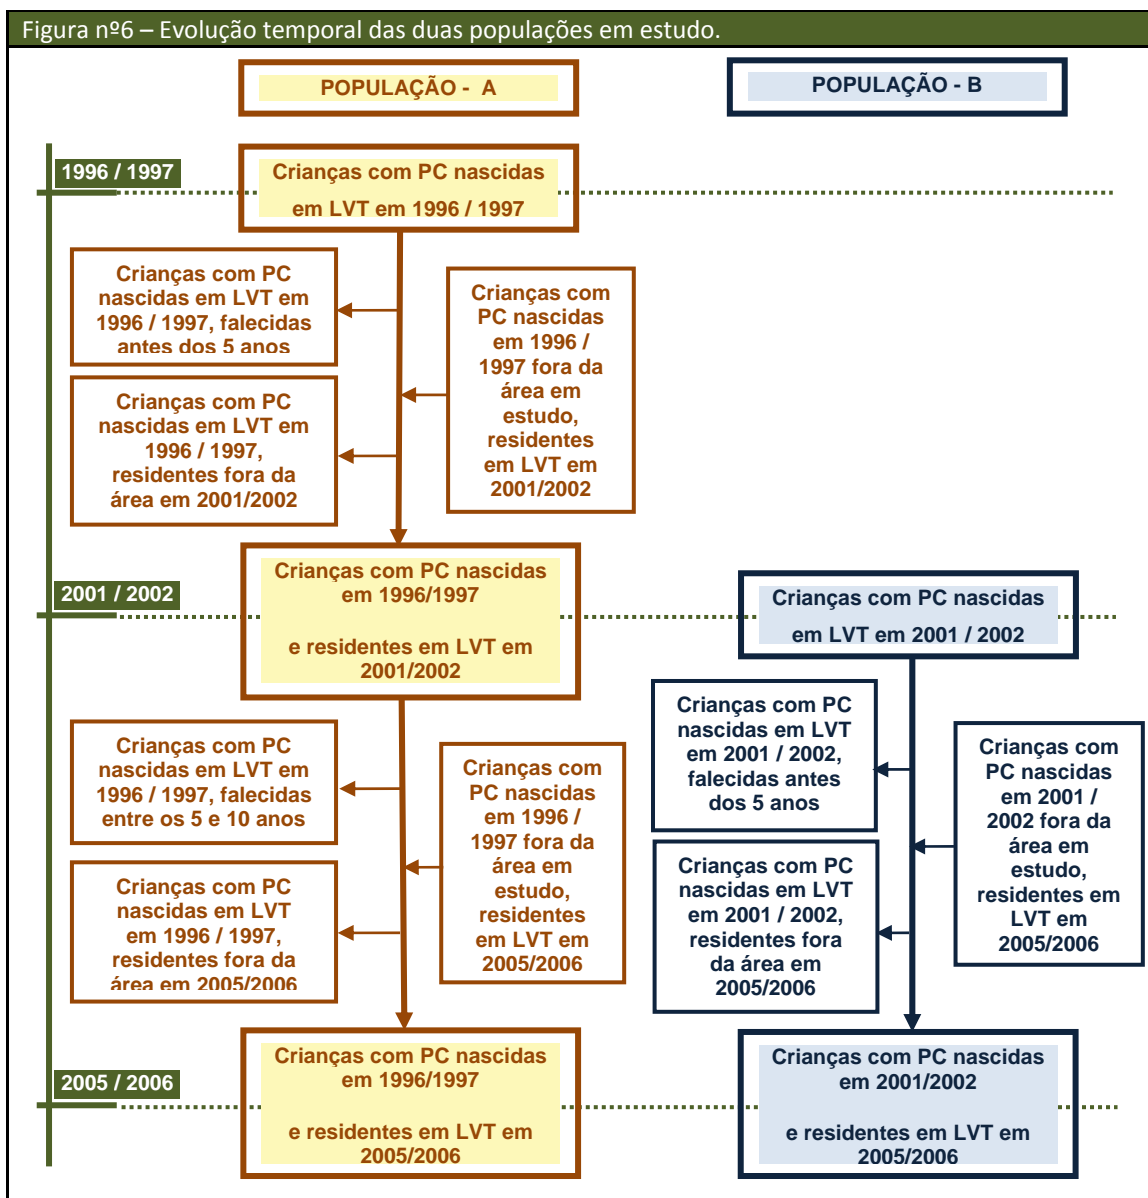 Figura nº6 – Evolução temporal das duas populações em estudo.
POPULAÇÃO - A
POPULAÇÃO - B
1996 / 1997
Crianças com PC nascidas
em LVT em 1996 / 1997
Crianças com PC
nascidas em LVT em
1996 / 1997, falecidas
antes dos 5 anos
Crianças com
PC nascidas
em 1996 /
1997 fora da
área em
estudo,
residentes
em LVT em
2001/2002
Crianças com PC
nascidas em LVT em
1996 / 1997,
residentes fora da
área em 2001/2002
2001 / 2002
Crianças com PC nascidas
em 1996/1997
e residentes em LVT em
2001/2002
Crianças com PC nascidas
em LVT em 2001 / 2002
Crianças com PC
nascidas em LVT em
1996 / 1997, falecidas
entre os 5 e 10 anos
Crianças com
PC nascidas
em 1996 /
1997 fora da
área em
estudo,
residentes
em LVT em
2005/2006
Crianças com PC
nascidas em LVT
em 1996 / 1997,
residentes fora da
área em 2005/2006
Crianças com PC
nascidas em LVT
em 2001 / 2002,
falecidas antes
dos 5 anos
Crianças com
PC nascidas
em 2001 /
2002 fora da
área em
estudo,
residentes em
LVT em
2005/2006
Crianças com PC
nascidas em LVT
em 2001 / 2002,
residentes fora
da área em
2005/2006
2005 / 2006
Crianças com PC nascidas
em 1996/1997
e residentes em LVT em
2005/2006
Crianças com PC nascidas
em 2001/2002
e residentes em LVT em
2005/2006